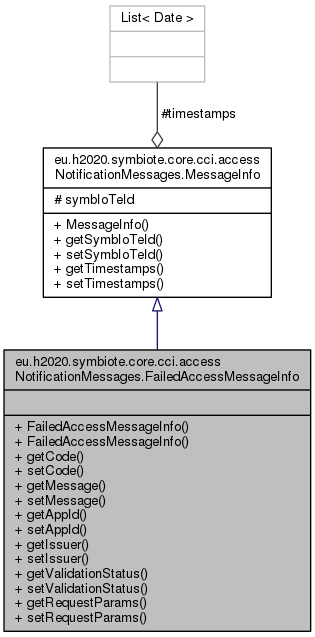 List< Date >
#timestamps
eu.h2020.symbiote.core.cci.access
NotificationMessages.MessageInfo
# symbIoTeId
+ MessageInfo()
+ getSymbIoTeId()
+ setSymbIoTeId()
+ getTimestamps()
+ setTimestamps()
eu.h2020.symbiote.core.cci.access
NotificationMessages.FailedAccessMessageInfo
+ FailedAccessMessageInfo()
+ FailedAccessMessageInfo()
+ getCode()
+ setCode()
+ getMessage()
+ setMessage()
+ getAppId()
+ setAppId()
+ getIssuer()
+ setIssuer()
+ getValidationStatus()
+ setValidationStatus()
+ getRequestParams()
+ setRequestParams()